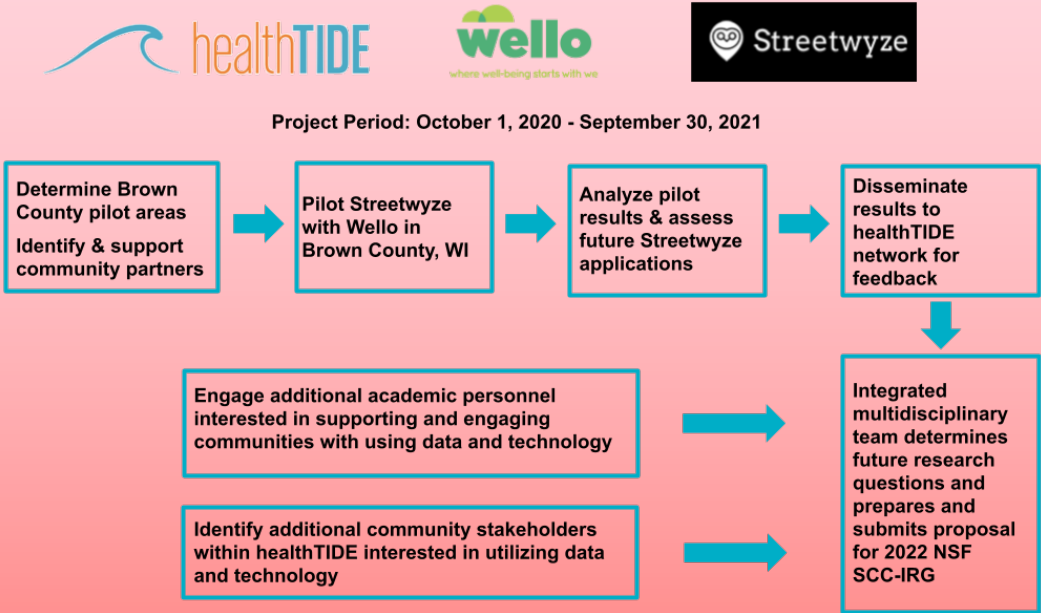 healthTIDE
wello
where well-being starts with we
Streetwyze
Project Period: October 1, 2020 - September 30, 2021
Determine Brown
County pilot areas
Identify & support
community partners
Pilot Streetwyze
with Wello in
Brown County, WI
Analyze pilot
results & assess
future Streetwyze
applications
Disseminate
results to
healthTIDE
network for
feedback
Engage additional academic personnel
interested in supporting and engaging
communities with using data and technology
Identify additional community stakeholders
within healthTIDE interested in utilizing data
and technology
Integrated
multidisciplinary
team determines
future research
questions and
prepares and
submits proposal
for 2022 NSF
SCC-IRG